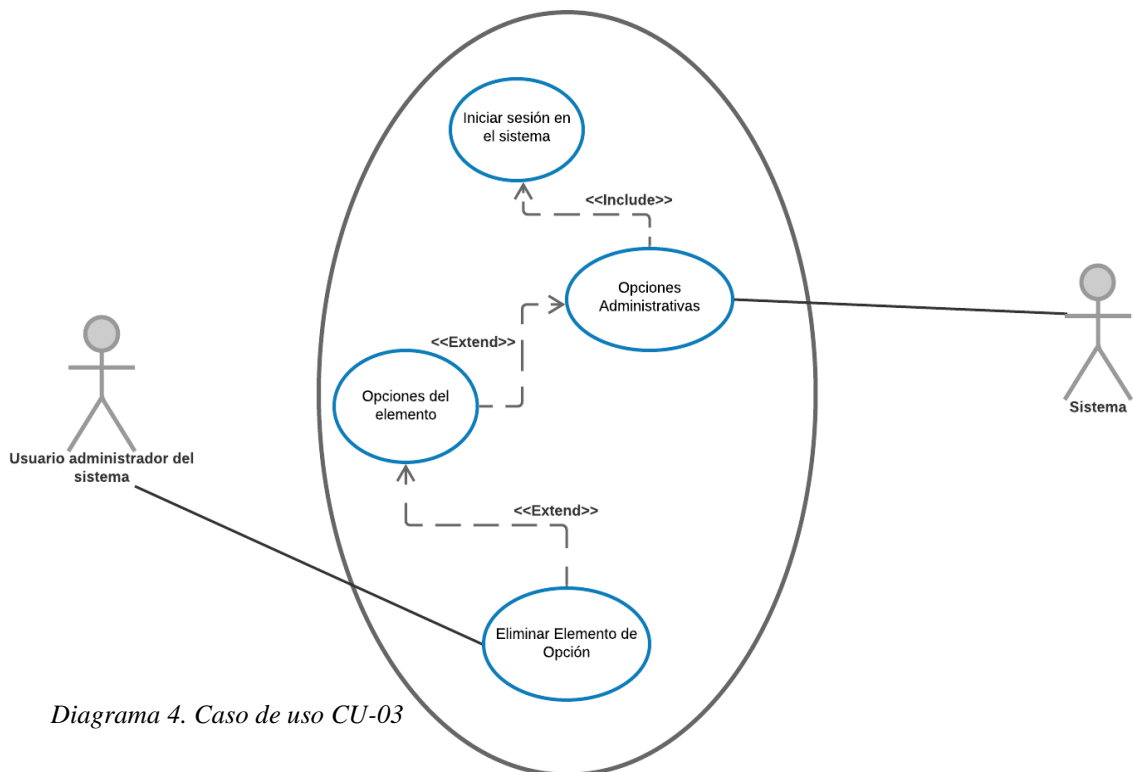 Iniciar sesión en
el sistema
<<Include>>
Opciones
Administrativas
<<Extend>>
Opciones del
elemento
Sistema
Usuario administrador del
sistema
<<Extend>>
Eliminar Elemento de
Opción
Diagrama 4. Caso de uso CU-03